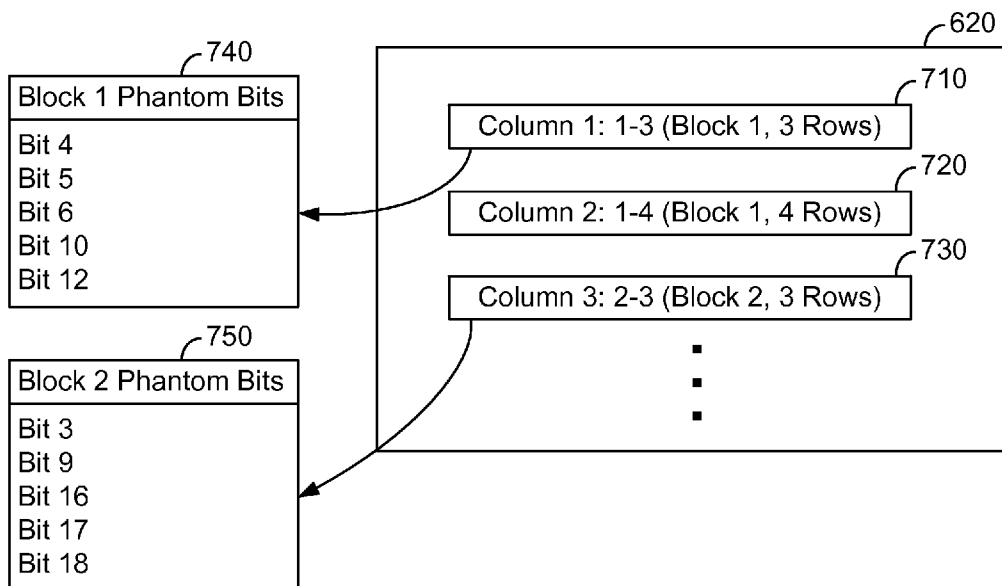 740
Block 1 Phantom Bits
Bit 4
Bit 5
Bit 6
Bit 10
Bit 12
750
Block 2 Phantom Bits
Bit 3
Bit 9
Bit 16
Bit 17
Bit 18
620
710
Column 1: 1-3 (Block 1, 3 Rows)
720
Column 2: 1-4 (Block 1, 4 Rows)
730
Column 3: 2-3 (Block 2, 3 Rows)